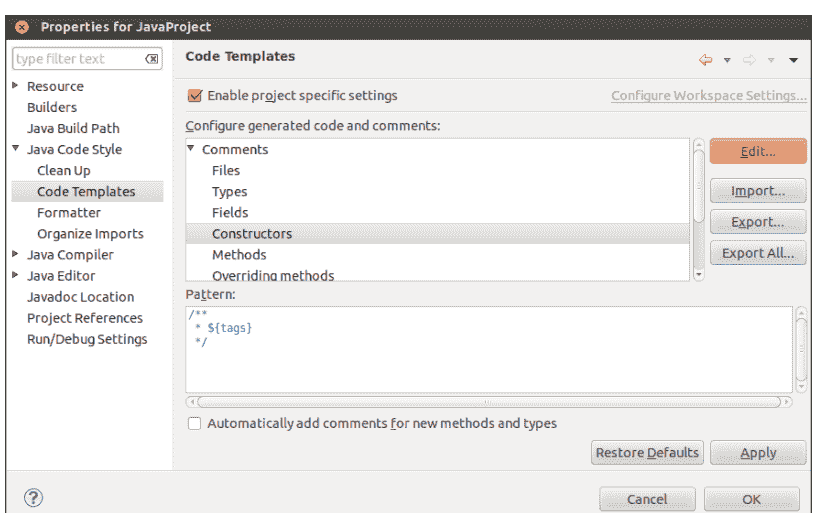 Properties for JavaProject
type filter text
Resource
Builders
Java Build Path
Java Code Style
Clean Up
Code Templates
Formatter
Organize Imports
Java Compiler
Java Editor
Javadoc Location
Project References
Run/Debug Settings
Code Templates
Enable project specific settings
Configure Workspace Settings...
Configure generated code and comments:
Comments
Files
Types
Fields
Constructors
Methods
Overriding methods
Edit...
Import...
Export...
Export All...
Pattern:
/**
* ${tags}
*/
Automatically add comments for new methods and types
Restore Defaults
Apply
?
Cancel
OK